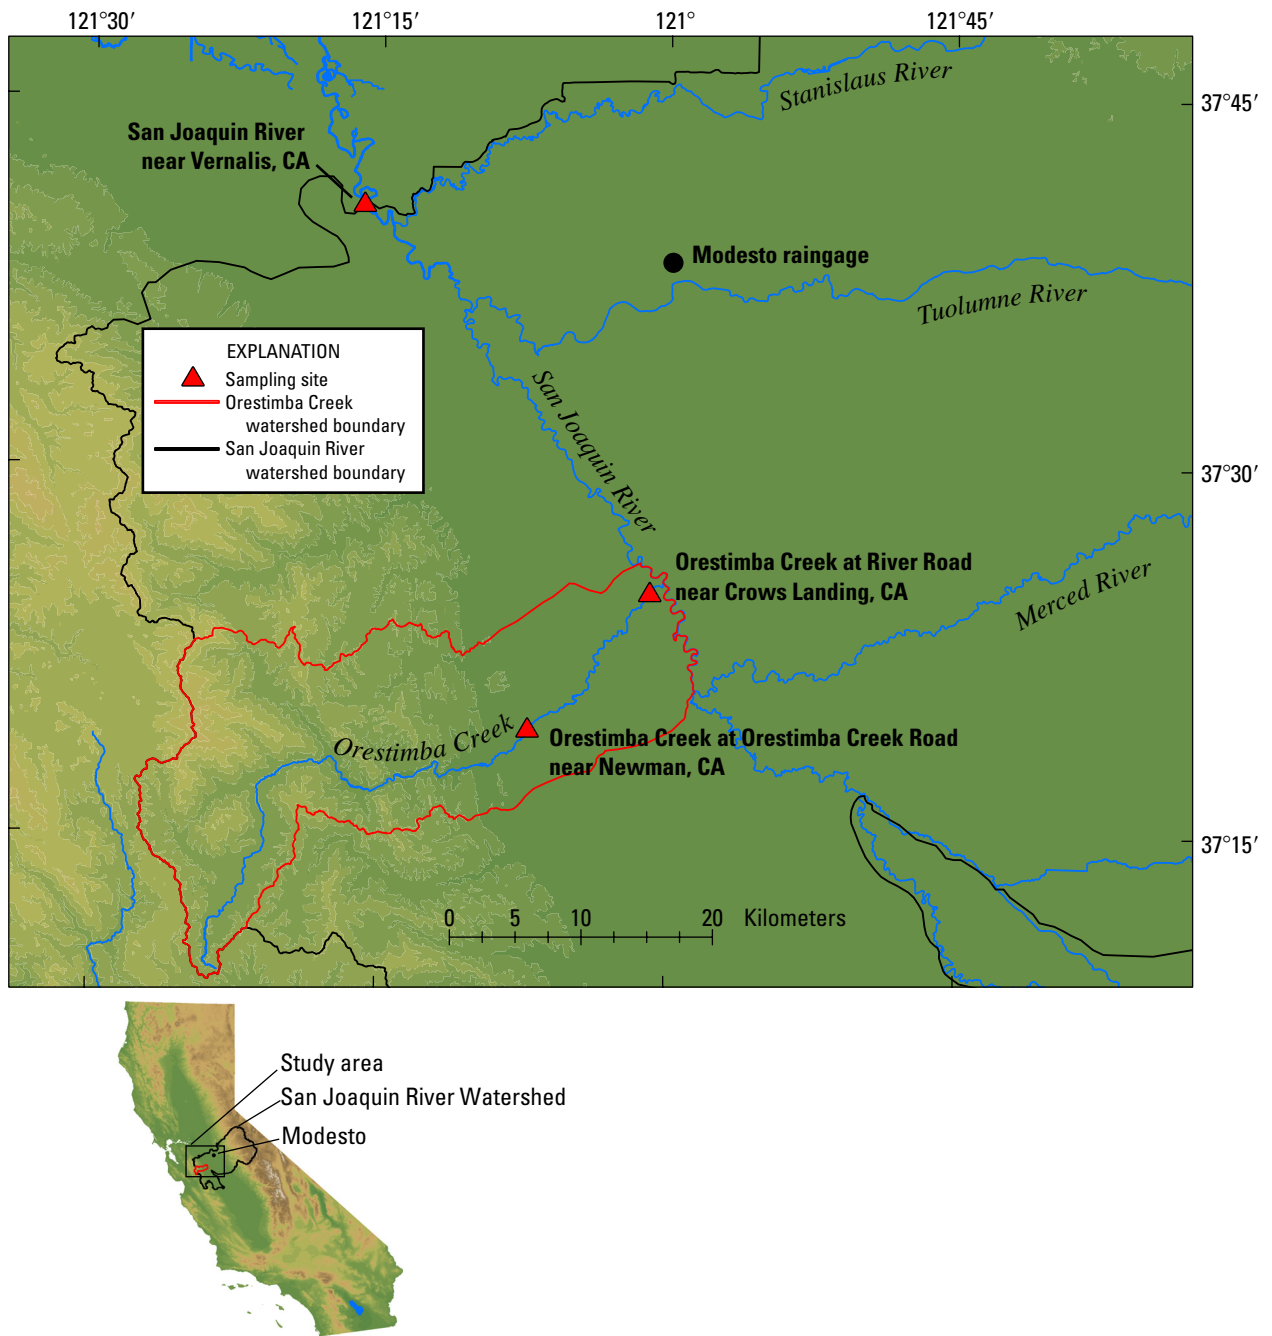 121°30′
121°15′
121°
121°45′
Stanislaus River
37°45′
San Joaquin River
near Vernalis, CA
Modesto raingage
Tuolumne River
EXPLANATION
Sampling site
Orestimba Creek
watershed boundary
San Joaquin River
watershed boundary
San Joaquin River
37°30′
Orestimba Creek at River Road
near Crows Landing, CA
Merced River
Orestimba Creek
Orestimba Creek at Orestimba Creek Road
near Newman, CA
37°15′
0 5 10 20 Kilometers
Study area
San Joaquin River Watershed
Modesto